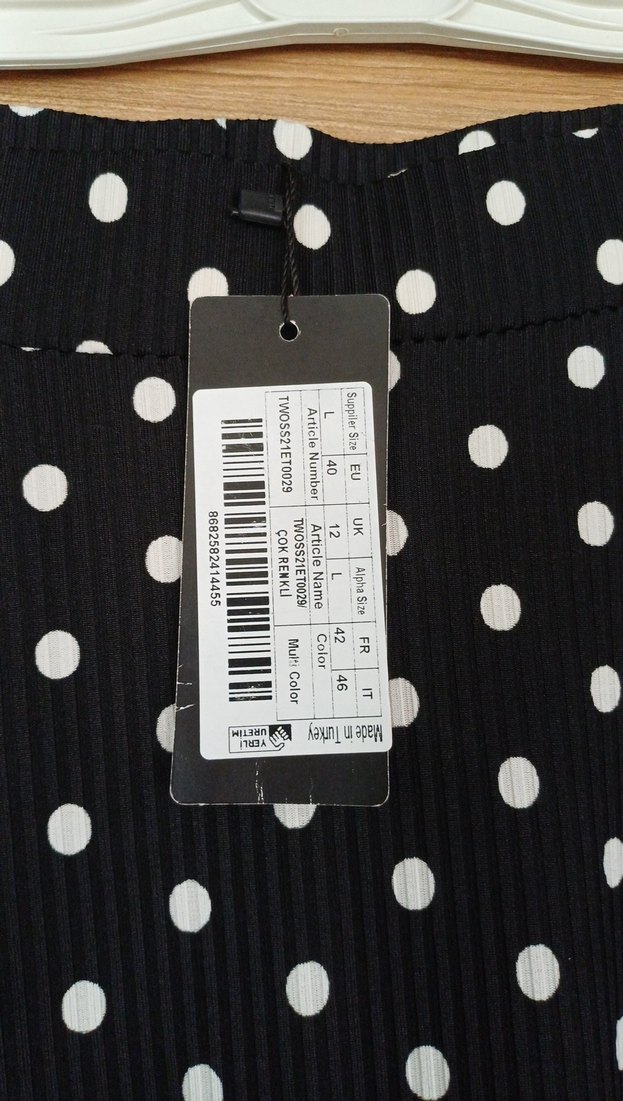 Suppiler Size EU UK Alpha Size FR IT
L 40 12 L 42 46
Article Number Article Name Color
TWOSS21ET0029 TWOSS21ET0029/ Multi Color
ÇOK RENKLİ
8682582414455
Made in Turkey
YERLİ
ÜRETİM